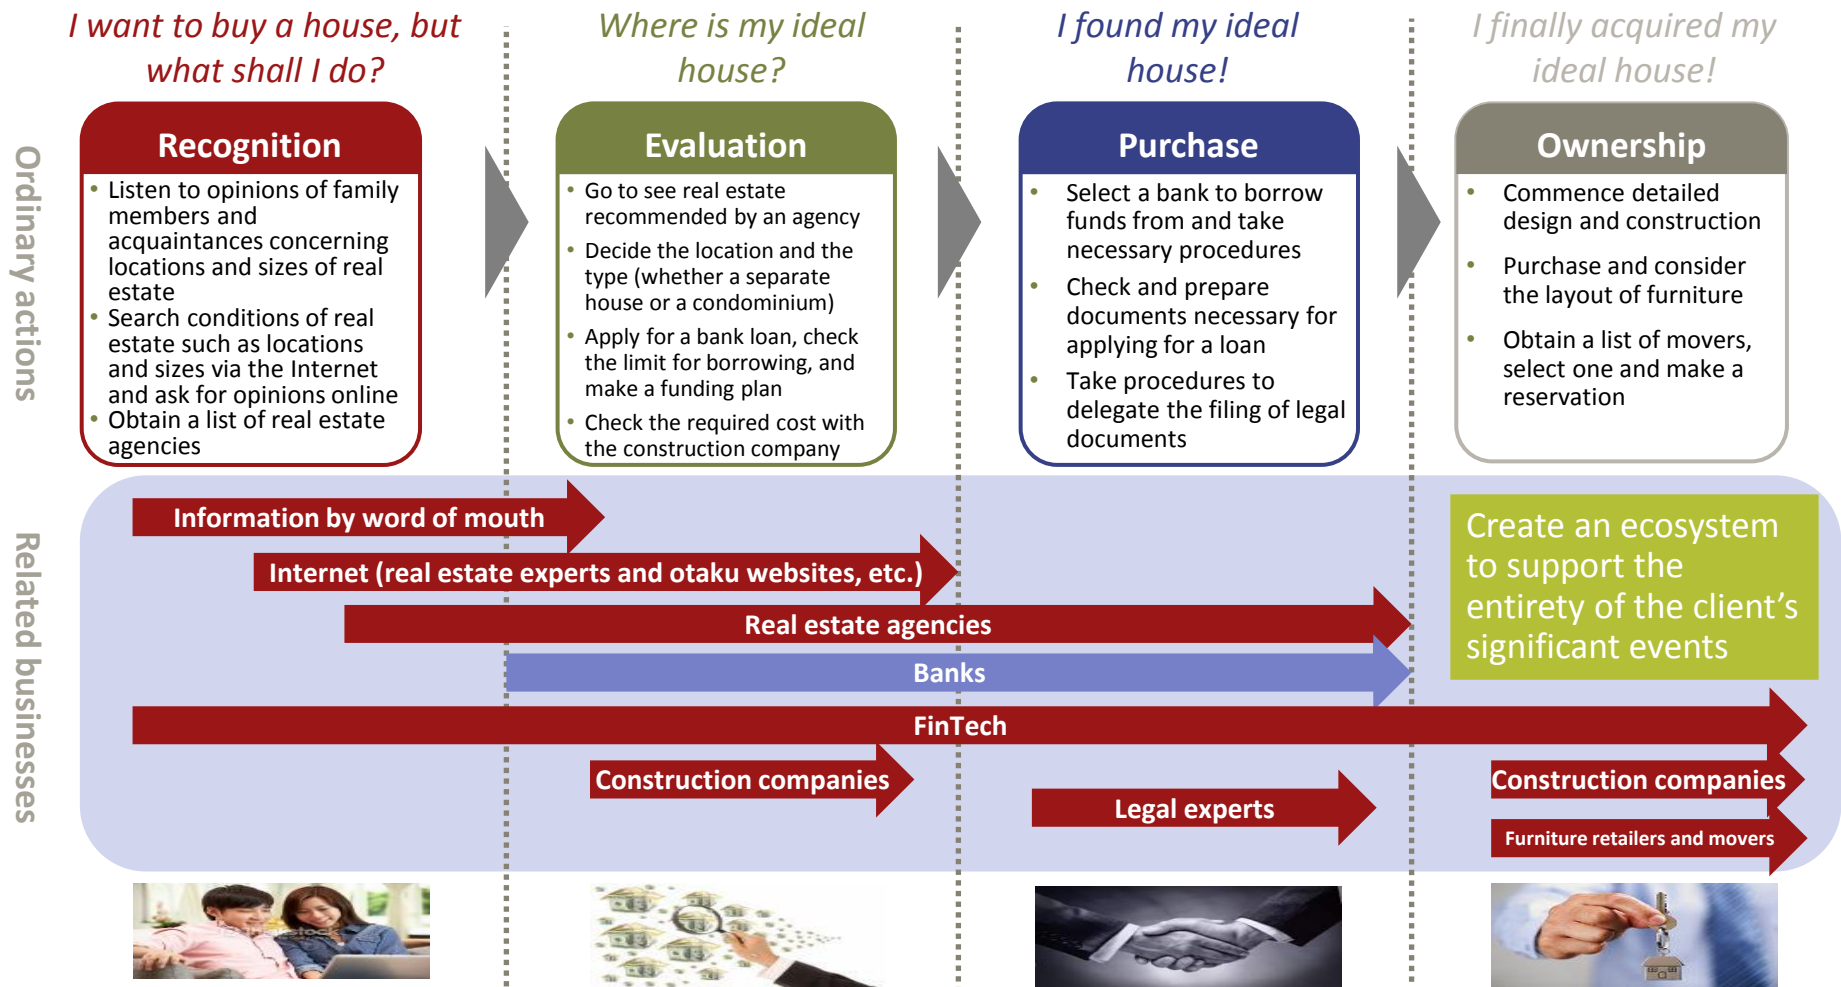 I want to buy a house, but
what shall I do?
Where is my ideal
house?
I found my ideal
house!
I finally acquired my
ideal house!
Ordinary actions
Recognition
• Listen to opinions of family
members and
acquaintances concerning
locations and sizes of real
estate
• Search conditions of real
estate such as locations
and sizes via the Internet
and ask for opinions online
• Obtain a list of real estate
agencies
Evaluation
• Go to see real estate
recommended by an agency
• Decide the location and the
type (whether a separate
house or a condominium)
• Apply for a bank loan, check
the limit for borrowing, and
make a funding plan
• Check the required cost with
the construction company
Purchase
• Select a bank to borrow
funds from and take
necessary procedures
• Check and prepare
documents necessary for
applying for a loan
• Take procedures to
delegate the filing of legal
documents
Ownership
• Commence detailed
design and construction
• Purchase and consider
the layout of furniture
• Obtain a list of movers,
select one and make a
reservation
Related businesses
Information by word of mouth
Internet (real estate experts and otaku websites, etc.)
Real estate agencies
Banks
FinTech
Construction companies
Legal experts
Create an ecosystem
to support the
entirety of the client’s
significant events
Construction companies
Furniture retailers and movers